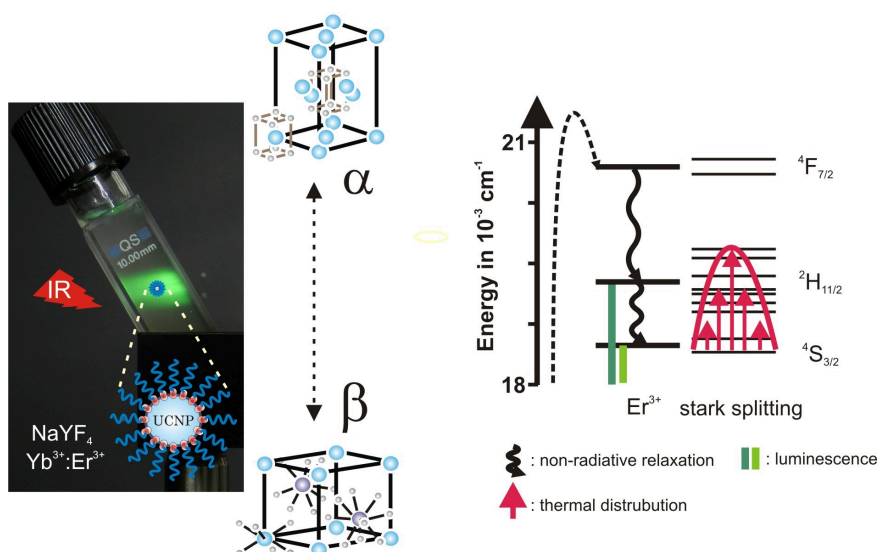 QS
10.00mm
IR
UCNP
NaYF₄
Yb³⁺:Er³⁺
α
β
Energy in 10⁻³ cm⁻¹
21
18
⁴F₇/₂
²H₁₁/₂
⁴S₃/₂
Er³⁺ stark splitting
: non-radiative relaxation
: luminescence
: thermal distrubution